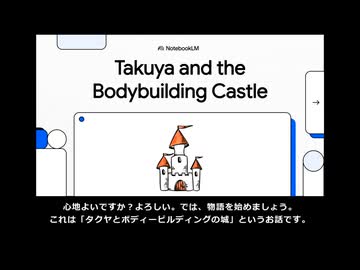 NotebookLM
Takuya and the
Bodybuilding Castle
心地よいですか？よろしい。では、物語を始めましょう。
これは「タクヤとボディービルディングの城」というお話です。